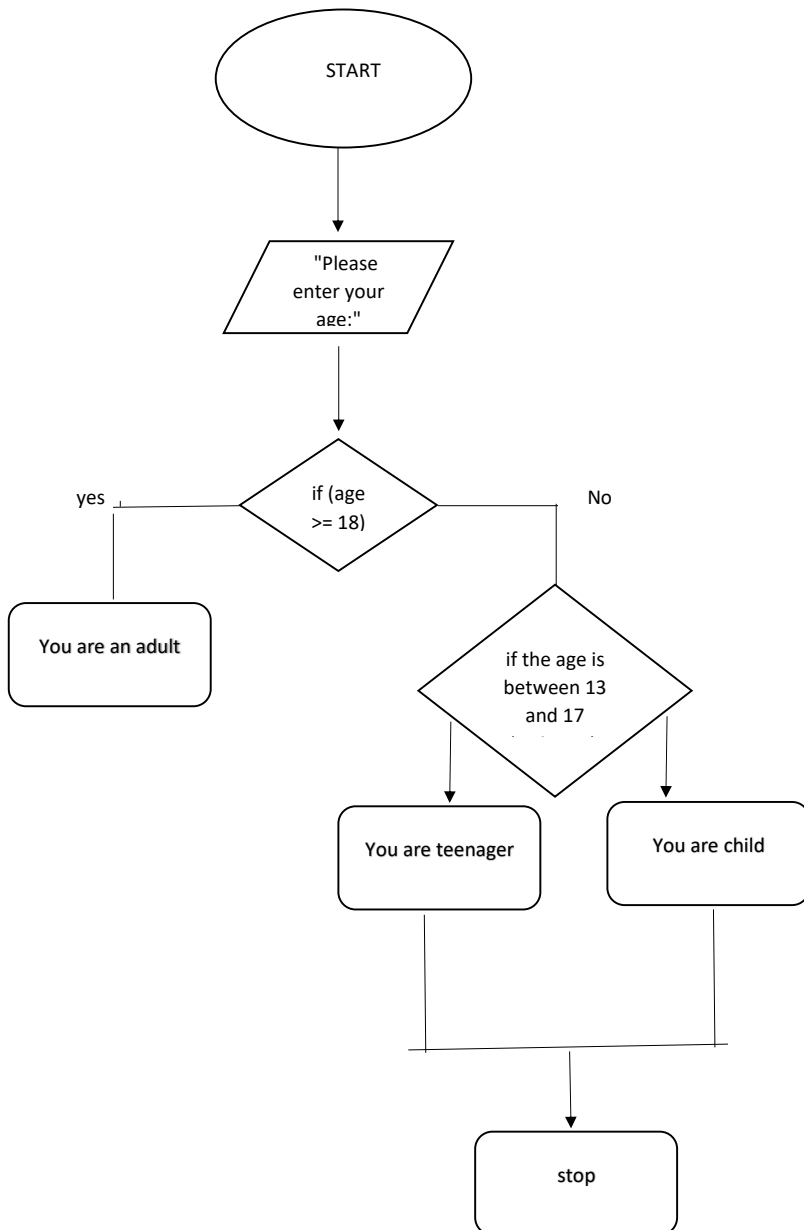 START
"Please
enter your
age:"
if (age
>= 18)
yes
No
You are an adult
if the age is
between 13
and 17
You are teenager
You are child
stop